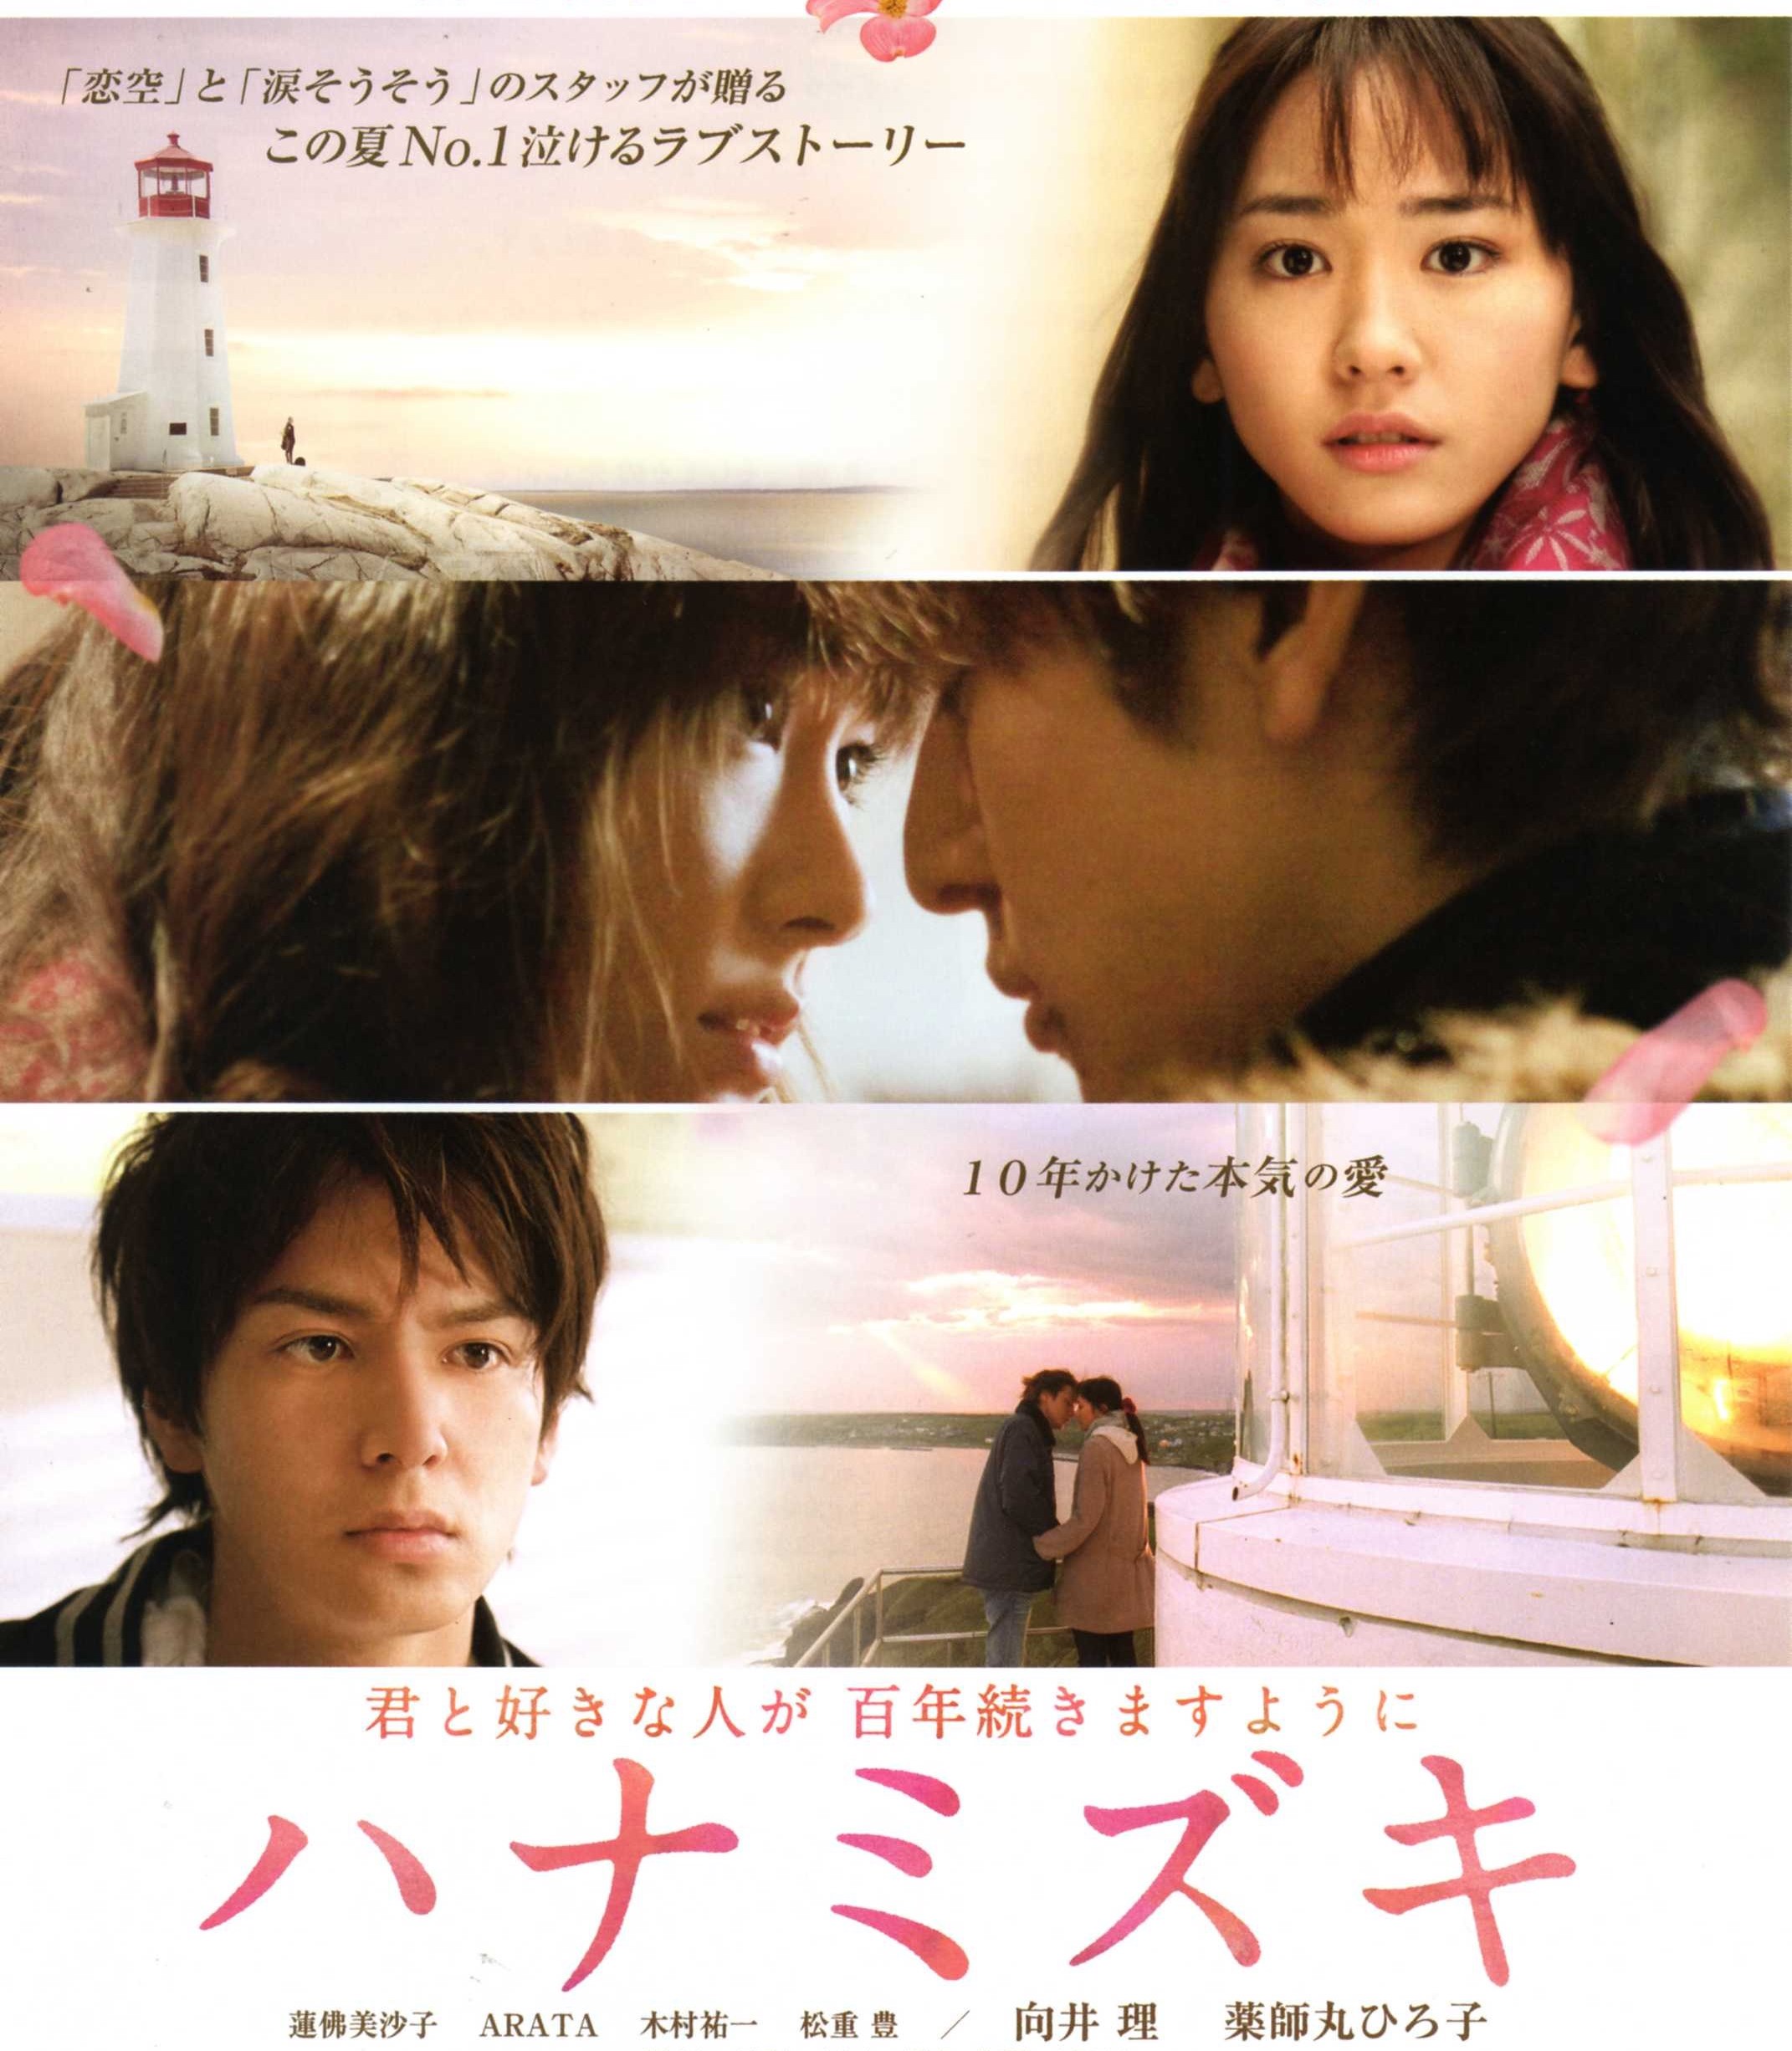 「恋空」と「涙そうそう」のスタッフが贈る
この夏No.1泣けるラブストーリー
10年かけた本気の愛
君と好きな人が 百年続きますように
ハナミズキ
蓮佛美沙子 ARATA 木村祐一 松重 豊 ／ 向井 理 薬師丸ひろ子